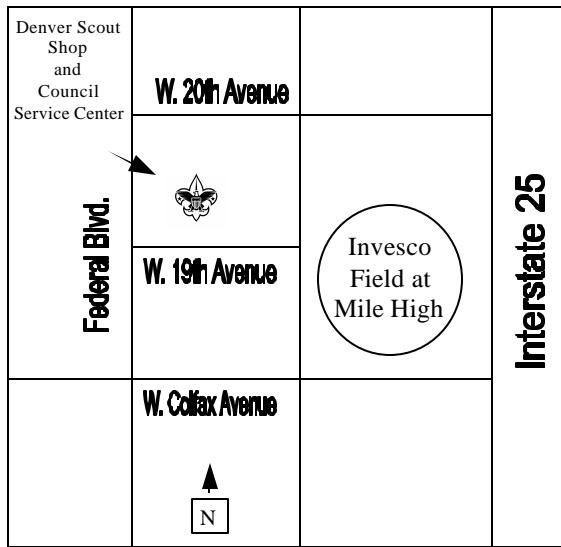 Denver Scout
Shop
and
Council
Service Center
W. 20th Avenue
Federal Blvd.
W. 19th Avenue
Invesco
Field at
Mile High
Interstate 25
W. Colfax Avenue
N